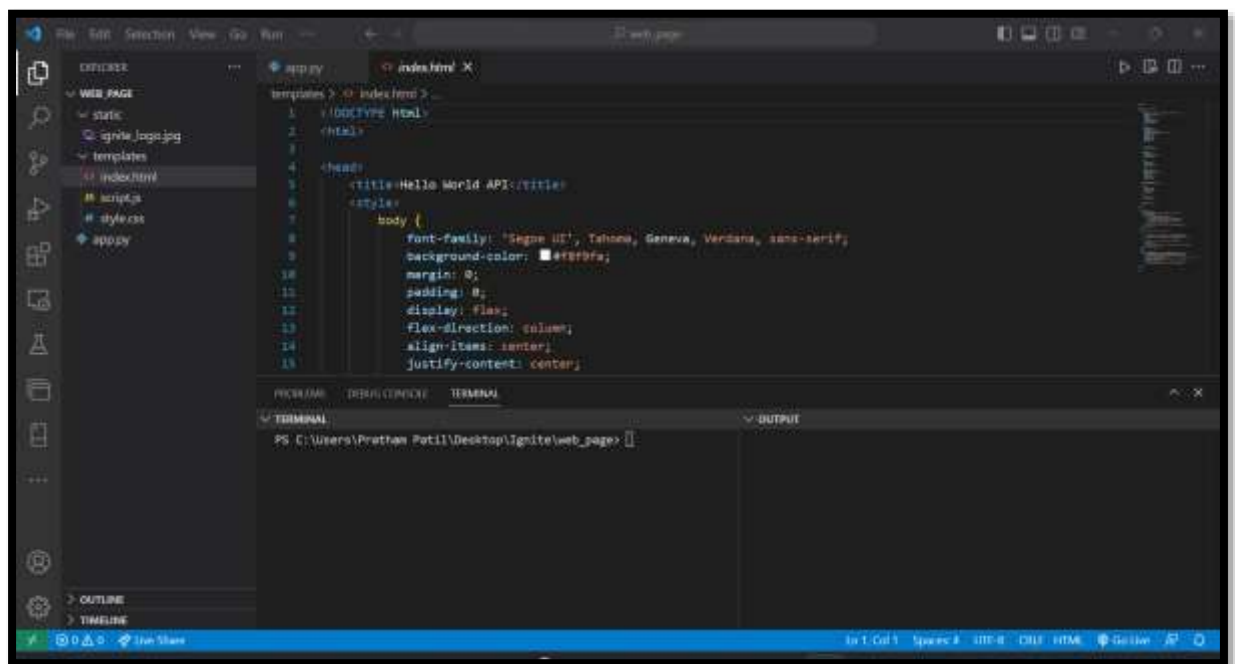 File Edit Selection View Go Run ... web_page
EXPLORER ...
WEB_PAGE
static
ignite_logo.jpg
templates
index.html
script.js
style.css
app.py
OUTLINE
TIMELINE
app.py index.html
templates > index.html > ...
1 <!DOCTYPE Html>
2 <html>
3
4 <head>
5 <title>Hello World API</title>
6 <style>
7 body {
8 font-family: 'Segoe UI', Tahoma, Geneva, Verdana, sans-serif;
9 background-color: #f8f9fa;
10 margin: 0;
11 padding: 0;
12 display: flex;
13 flex-direction: column;
14 align-items: center;
15 justify-content: center;
PROBLEMS DEBUG CONSOLE TERMINAL
TERMINAL
PS C:\Users\Pratham Patil\Desktop\Ignite\web_page>
OUTPUT
0 0 Live Share Ln 1, Col 1 Spaces: 4 UTF-8 CRLF HTML Go Live